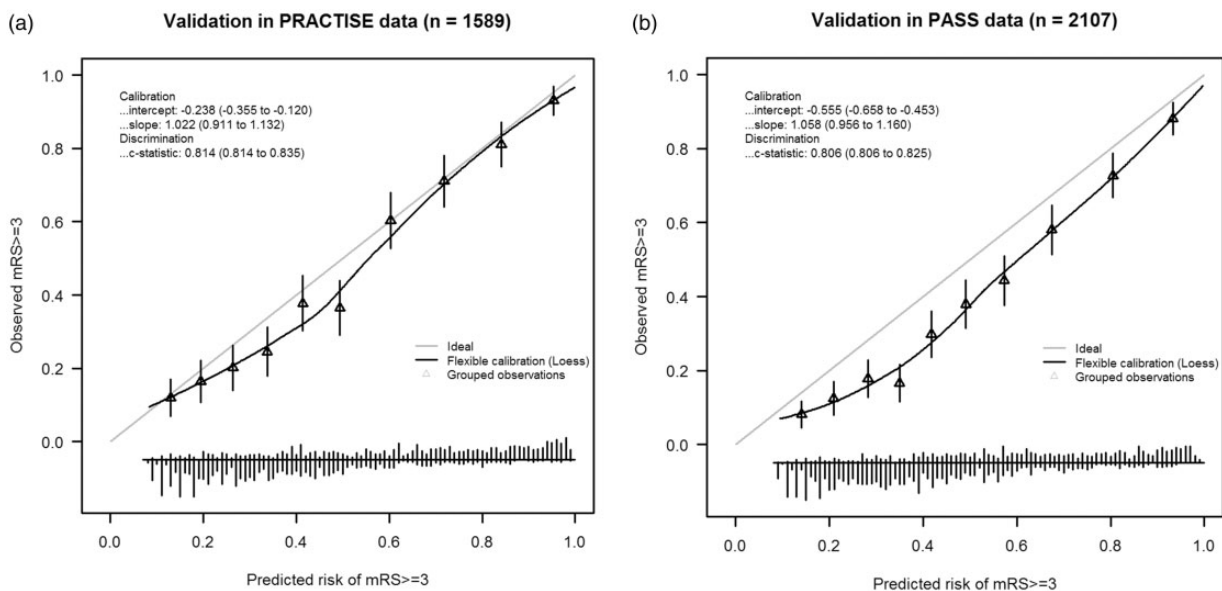 (a)
Validation in PRACTISE data (n = 1589)
1.0
0.8
0.6
0.4
0.2
0.0
Observed mRS>=3
Calibration
...intercept: -0.238 (-0.355 to -0.120)
...slope: 1.022 (0.911 to 1.132)
Discrimination
...c-statistic: 0.814 (0.814 to 0.835)
Ideal
Flexible calibration (Loess)
Grouped observations
0.0 0.2 0.4 0.6 0.8 1.0
Predicted risk of mRS>=3
(b)
Validation in PASS data (n = 2107)
1.0
0.8
0.6
0.4
0.2
0.0
Observed mRS>=3
Calibration
...intercept: -0.555 (-0.658 to -0.453)
...slope: 1.058 (0.956 to 1.160)
Discrimination
...c-statistic: 0.806 (0.806 to 0.825)
Ideal
Flexible calibration (Loess)
Grouped observations
0.0 0.2 0.4 0.6 0.8 1.0
Predicted risk of mRS>=3